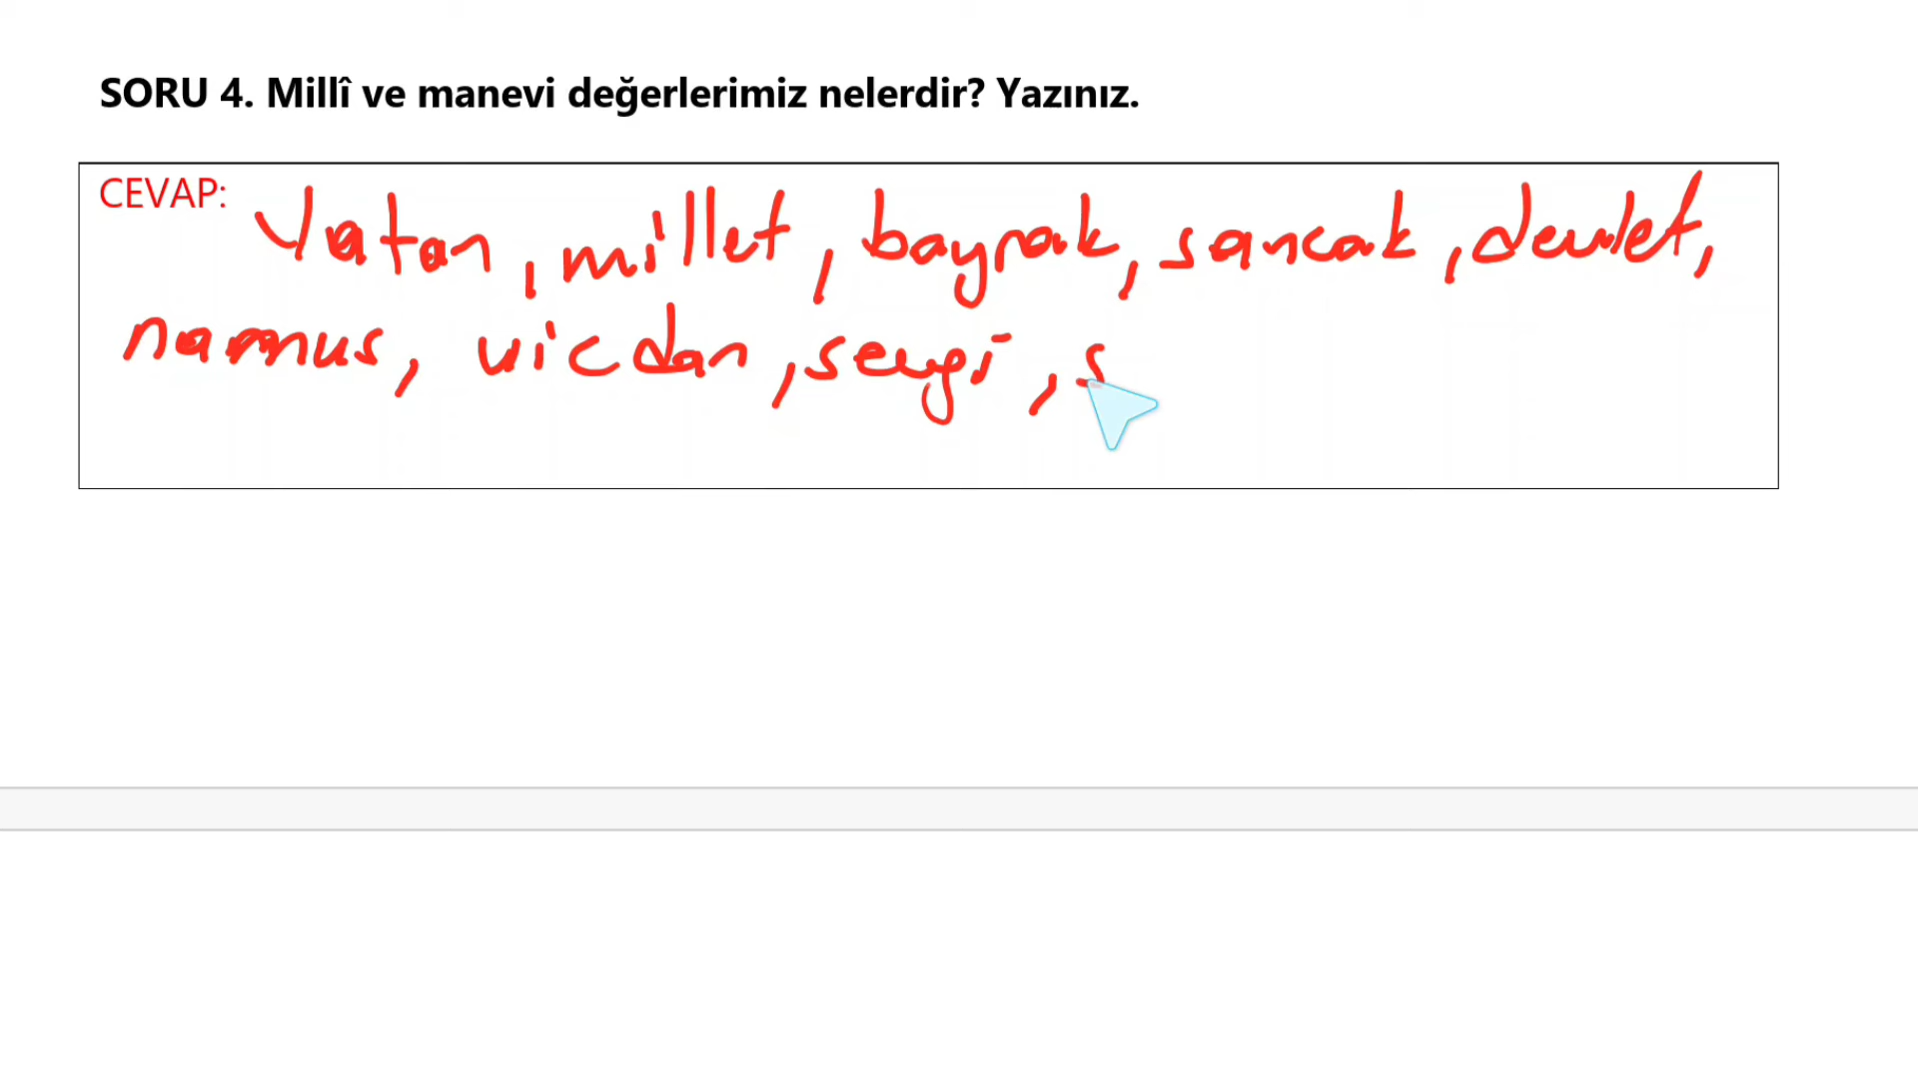 SORU 4. Millî ve manevi değerlerimiz nelerdir? Yazınız.
CEVAP: Vatan, millet, bayrak, sancak, devlet,
namus, vicdan, sevgi, s